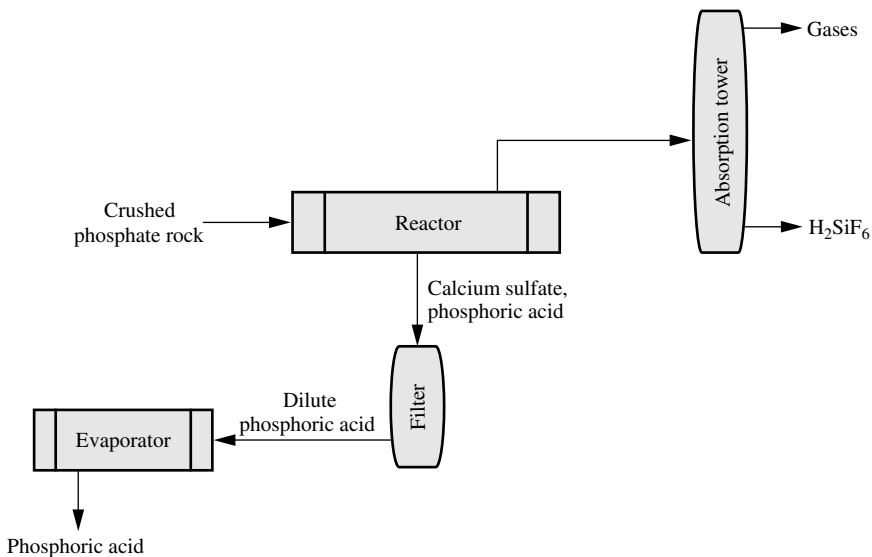 Gases
Absorption tower
Crushed
phosphate rock
Reactor
H₂SiF₆
Calcium sulfate,
phosphoric acid
Filter
Dilute
phosphoric acid
Evaporator
Phosphoric acid